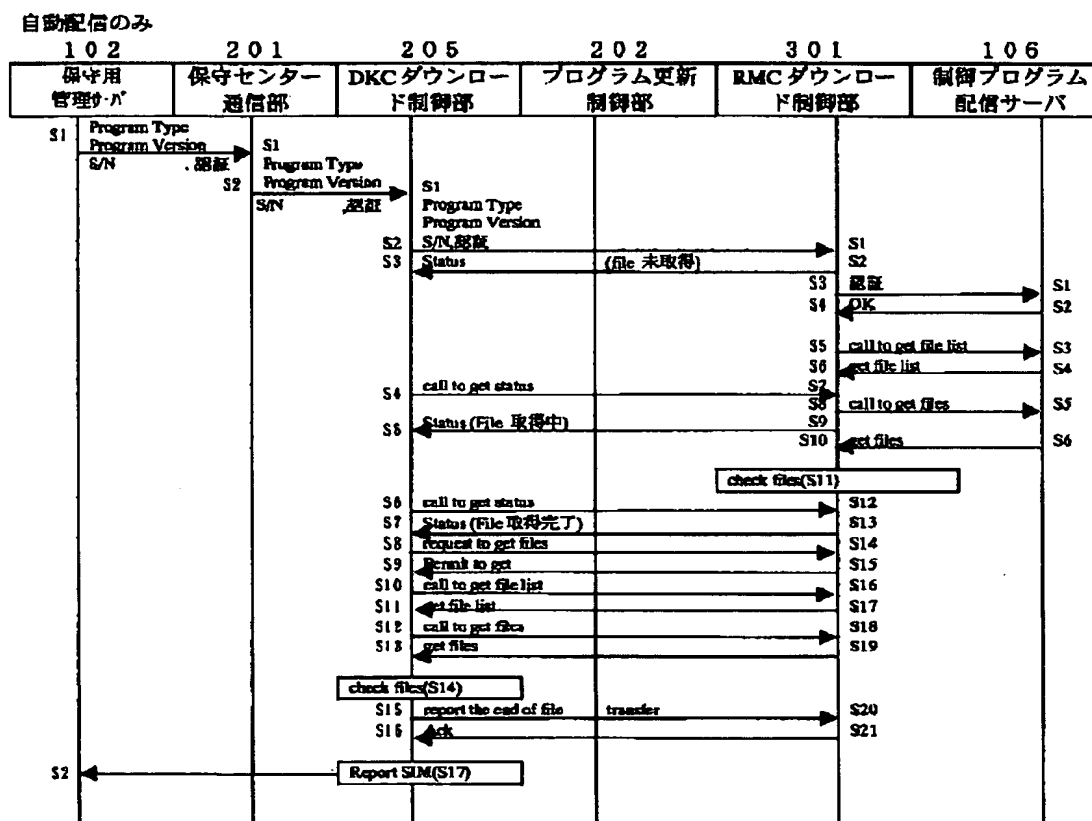 自動配信のみ
102 201 205 202 301 106
保守用 保守センター DKCダウンロー プログラム更新 RMCダウンロー 制御プログラム
管理サーバ 通信部 ド制御部 制御部 ド制御部 配信サーバ
S1 Program Type
Program Version S1
S/N ,認証 Program Type
S2 Program Version S1
S/N ,認証 Program Type
Program Version
S2 S/N,認証 S1
S3 Status (file 未取得) S2
S3 認証 S1
S4 OK S2
S5 call to get file list S3
S6 get file list S4
S4 call to get status S7
S8 call to get files S5
S5 Status (File 取得中) S9
S10 get files S6
check files(S11)
S6 call to get status S12
S7 Status (File 取得完了) S13
S8 request to get files S14
S9 Permit to get S15
S10 call to get file list S16
S11 get file list S17
S12 call to get files S18
S13 get files S19
check files(S14)
S15 report the end of file transfer S20
S16 Ack S21
S2 Report SIM(S17)